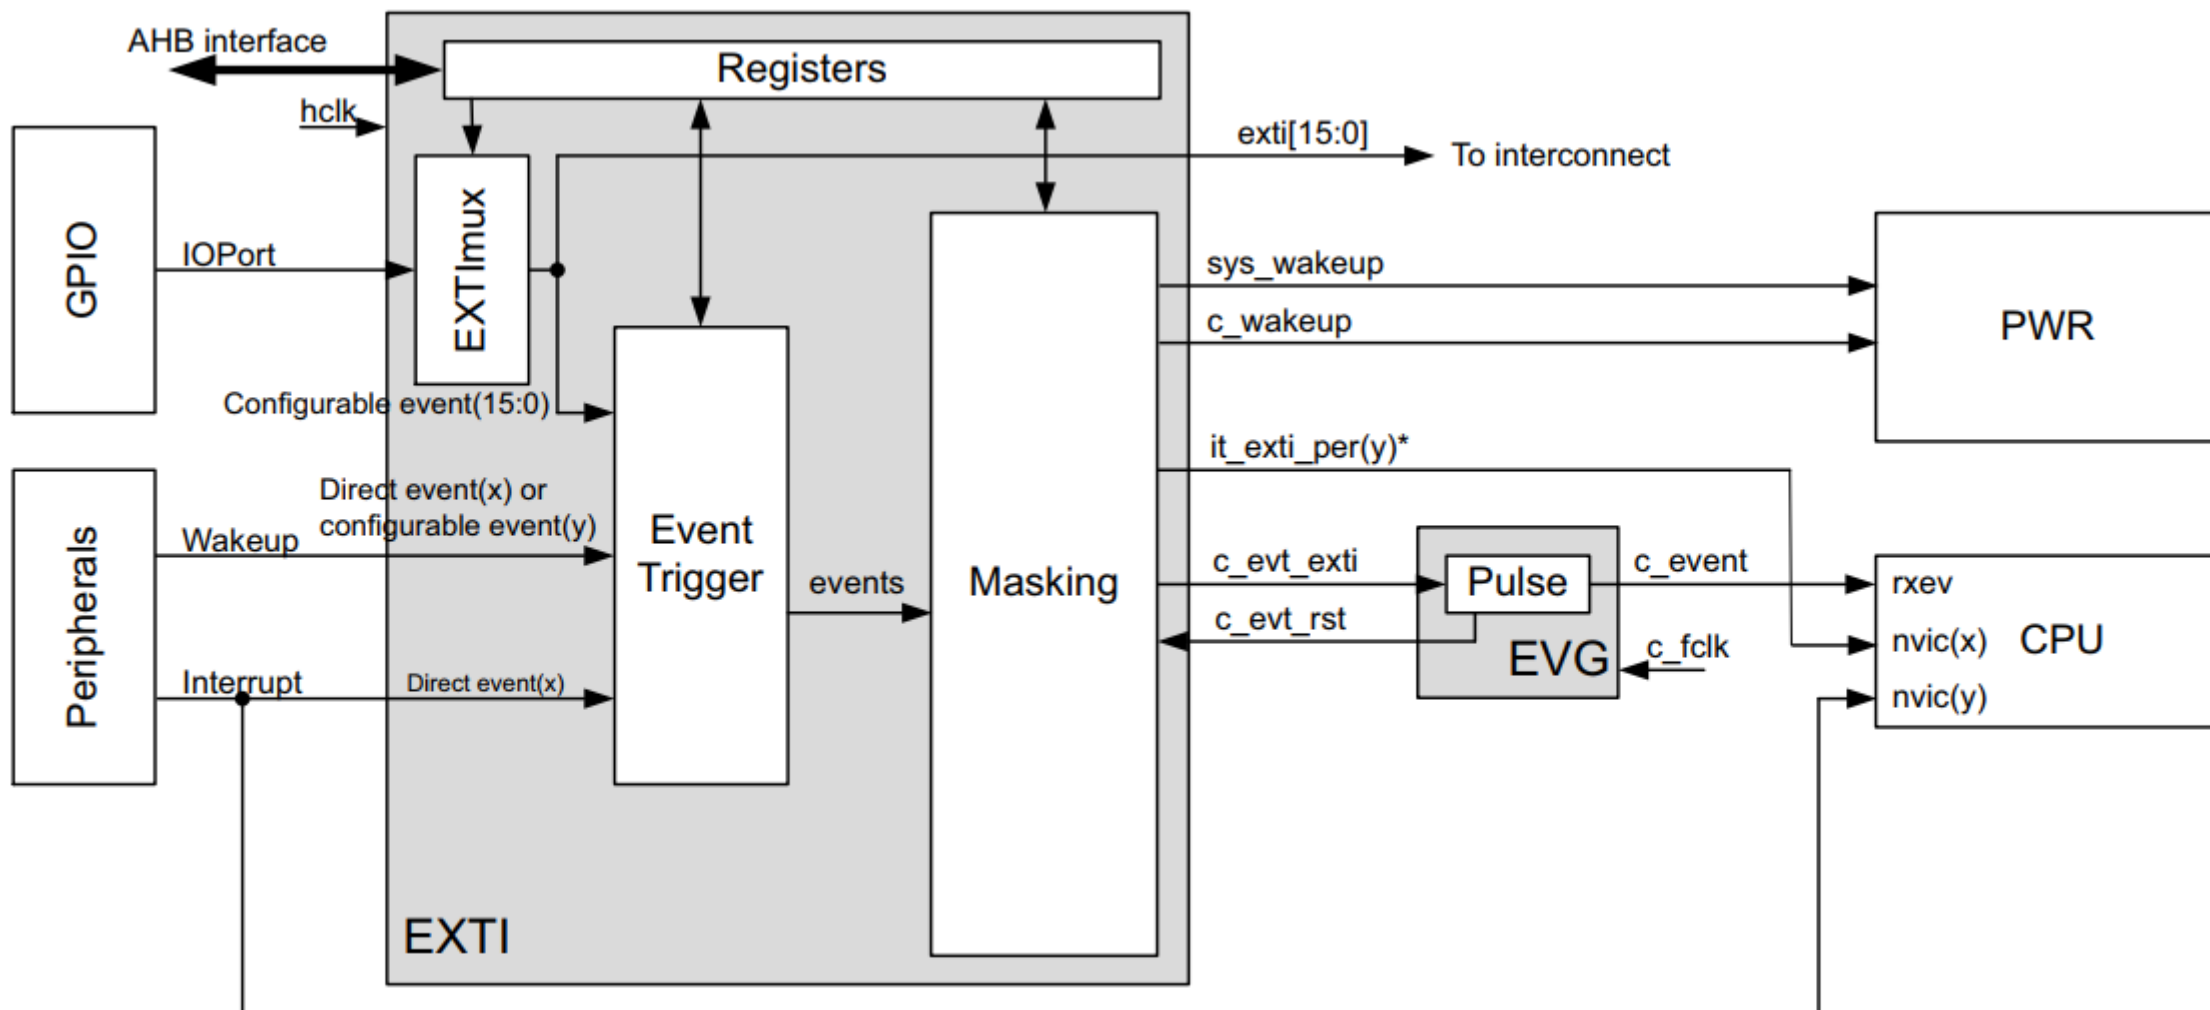 AHB interface
Registers
hclk
exti[15:0]
To interconnect
GPIO
IOPort
EXTImux
sys_wakeup
c_wakeup
PWR
Configurable event(15:0)
it_exti_per(y)*
Peripherals
Direct event(x) or
configurable event(y)
Wakeup
Event
Trigger
events
Masking
c_evt_exti
Pulse
c_event
rxev
c_evt_rst
EVG
c_fclk
nvic(x)
CPU
nvic(y)
Interrupt
Direct event(x)
EXTI